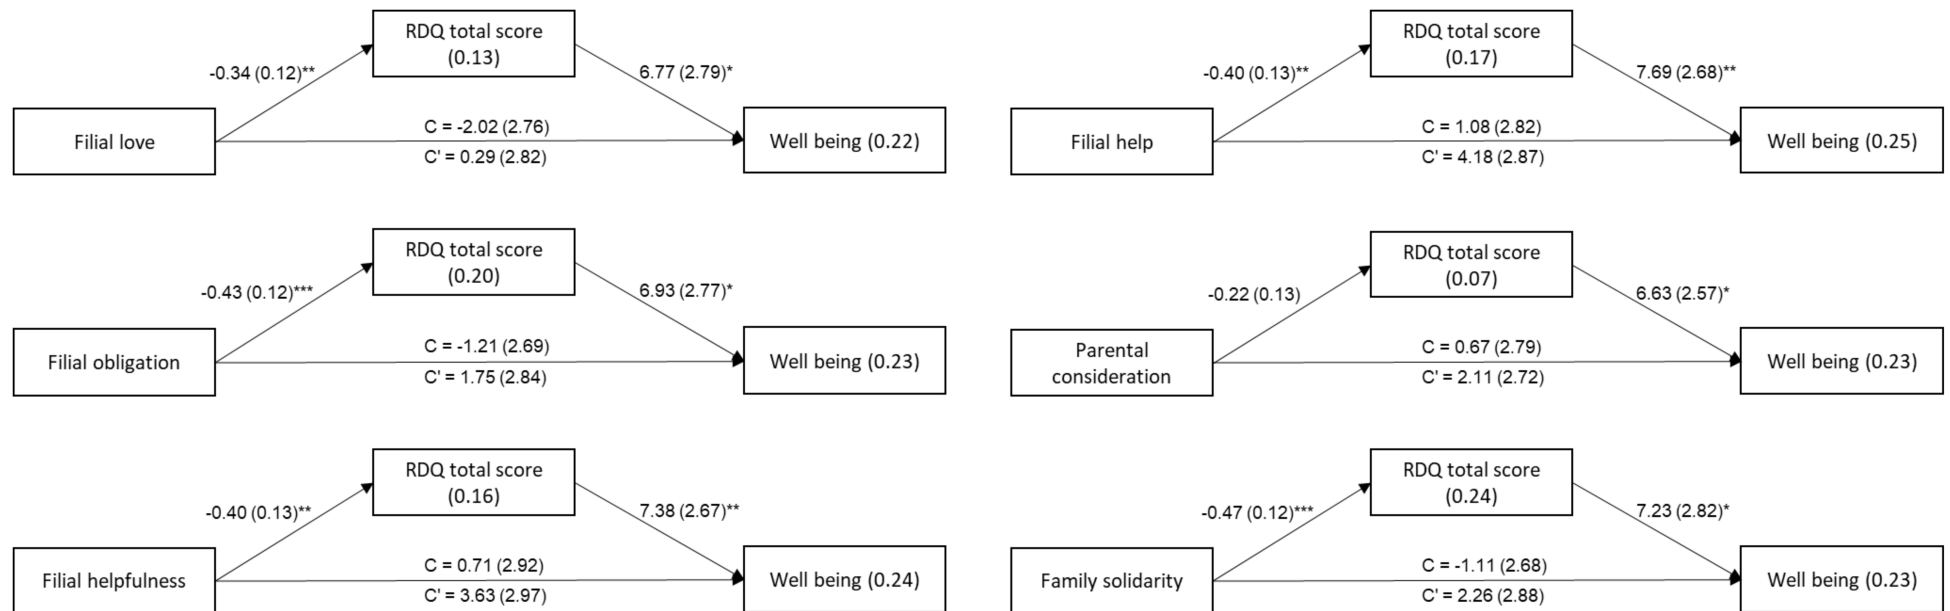 RDQ total score
(0.13)
-0.34 (0.12)**
6.77 (2.79)*
Filial love
C = -2.02 (2.76)
C' = 0.29 (2.82)
Well being (0.22)
RDQ total score
(0.17)
-0.40 (0.13)**
7.69 (2.68)**
Filial help
C = 1.08 (2.82)
C' = 4.18 (2.87)
Well being (0.25)
RDQ total score
(0.20)
-0.43 (0.12)***
6.93 (2.77)*
Filial obligation
C = -1.21 (2.69)
C' = 1.75 (2.84)
Well being (0.23)
RDQ total score
(0.07)
-0.22 (0.13)
6.63 (2.57)*
Parental
consideration
C = 0.67 (2.79)
C' = 2.11 (2.72)
Well being (0.23)
RDQ total score
(0.16)
-0.40 (0.13)**
7.38 (2.67)**
Filial helpfulness
C = 0.71 (2.92)
C' = 3.63 (2.97)
Well being (0.24)
RDQ total score
(0.24)
-0.47 (0.12)***
7.23 (2.82)*
Family solidarity
C = -1.11 (2.68)
C' = 2.26 (2.88)
Well being (0.23)